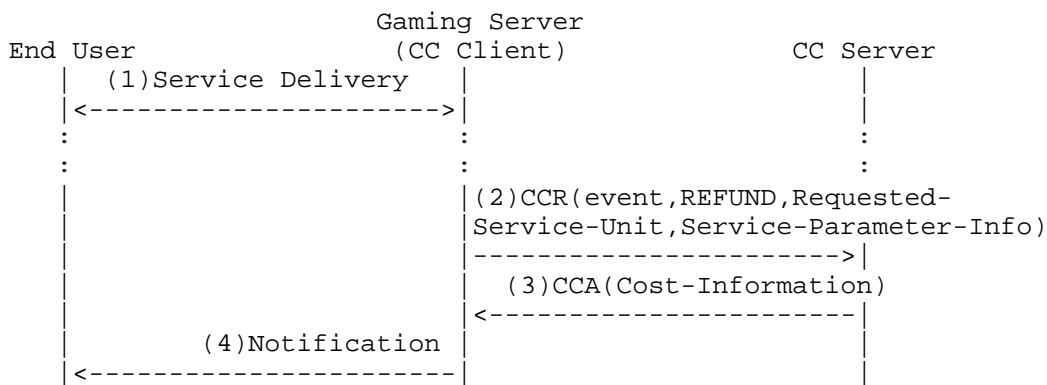 Gaming Server
End User (CC Client) CC Server
(1)Service Delivery
(2)CCR(event,REFUND,Requested-
Service-Unit,Service-Parameter-Info)
(3)CCA(Cost-Information)
(4)Notification